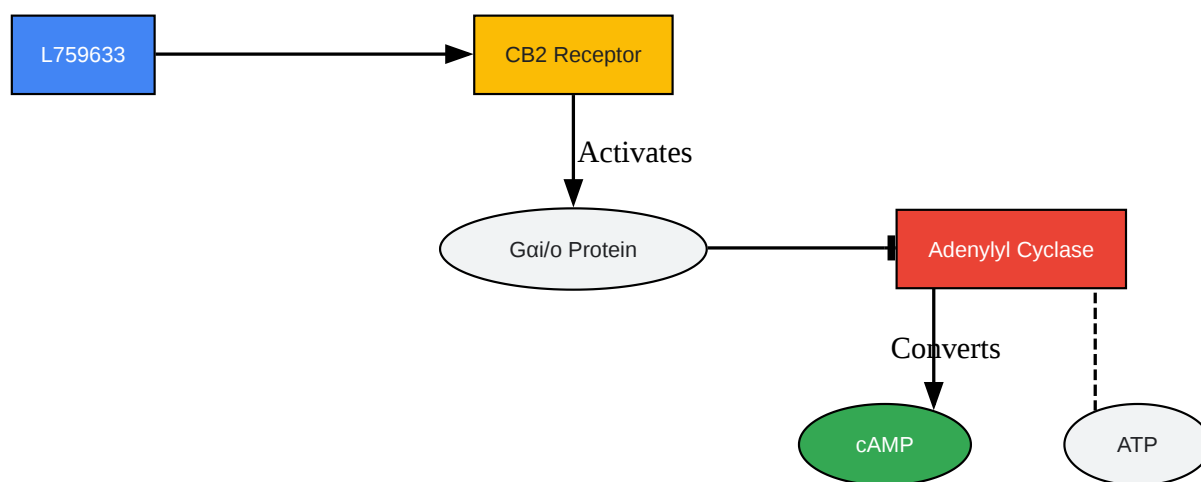 L759633
CB2 Receptor
Activates
Gαi/o Protein
Adenylyl Cyclase
Converts
cAMP
ATP